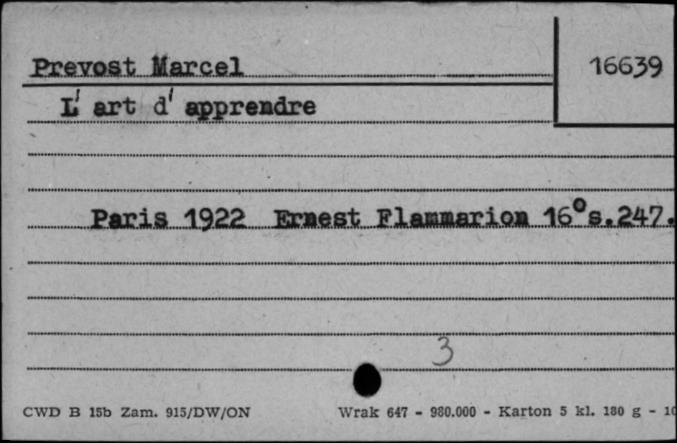 Prevost Marcel
16639
L'art d'apprendre
Paris 1922 Ernest Flammarion 16° s.247.
3
CWD B 15b Zam. 915/DW/ON Wrak 647 - 980.000 - Karton 5 kl. 180 g - 10